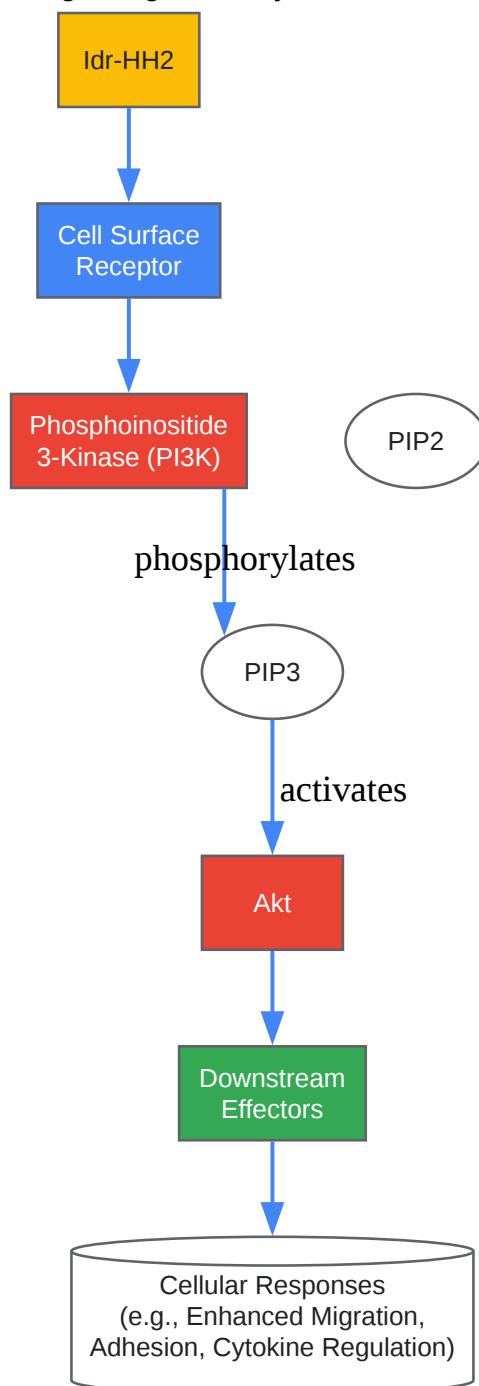 Idr-HH2
Cell Surface
Receptor
Phosphoinositide
3-Kinase (PI3K)
PIP2
phosphorylates
PIP3
activates
Akt
Downstream
Effectors
Cellular Responses
(e.g., Enhanced Migration,
Adhesion, Cytokine Regulation)